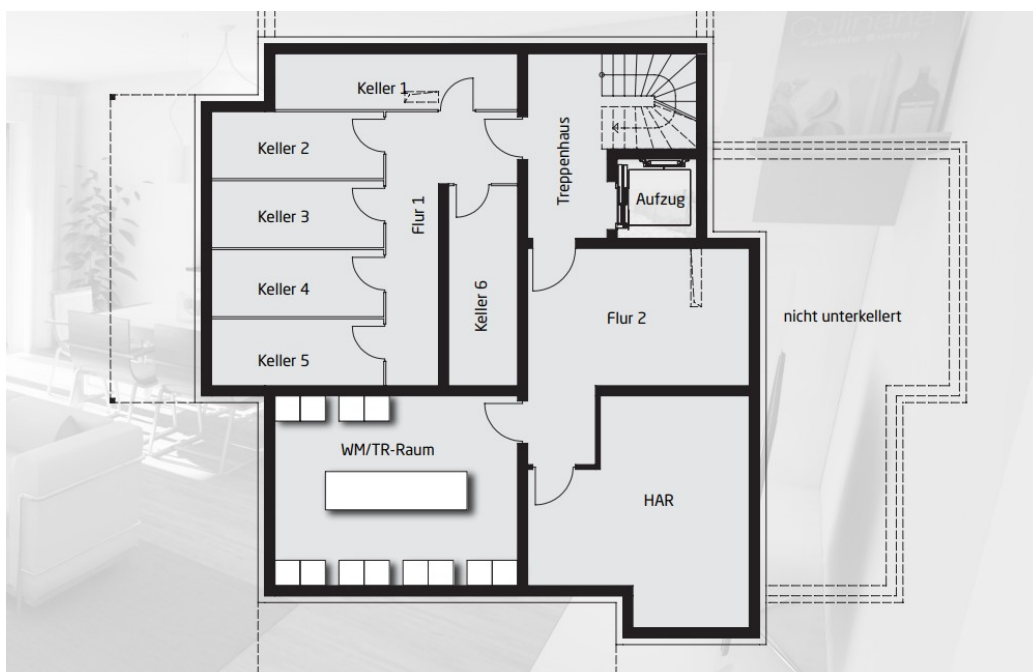 Culinaria
Keller 1
Keller 2
Keller 3
Keller 4
Keller 5
Flur 1
Keller 6
Treppenhaus
Aufzug
Flur 2
nicht unterkellert
WM/TR-Raum
HAR